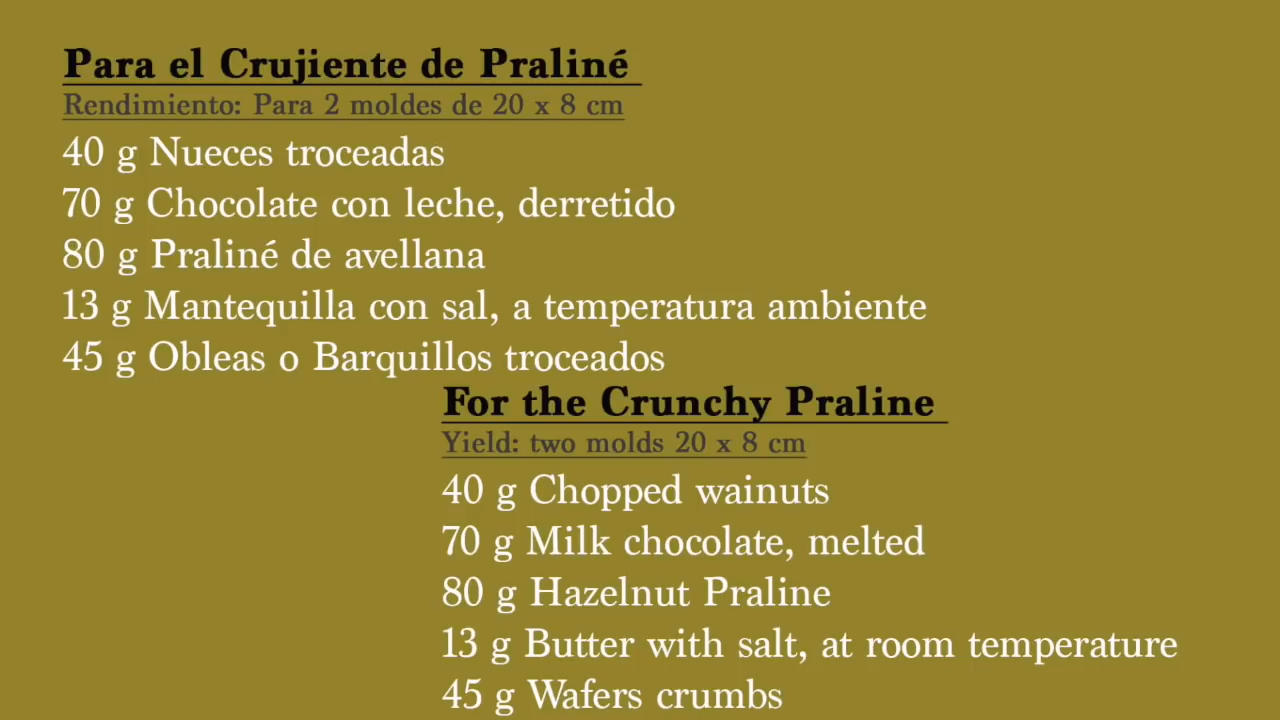 Para el Crujiente de Praliné
Rendimiento: Para 2 moldes de 20 x 8 cm
40 g Nueces troceadas
70 g Chocolate con leche, derretido
80 g Praliné de avellana
13 g Mantequilla con sal, a temperatura ambiente
45 g Obleas o Barquillos troceados
For the Crunchy Praline
Yield: two molds 20 x 8 cm
40 g Chopped wainuts
70 g Milk chocolate, melted
80 g Hazelnut Praline
13 g Butter with salt, at room temperature
45 g Wafers crumbs